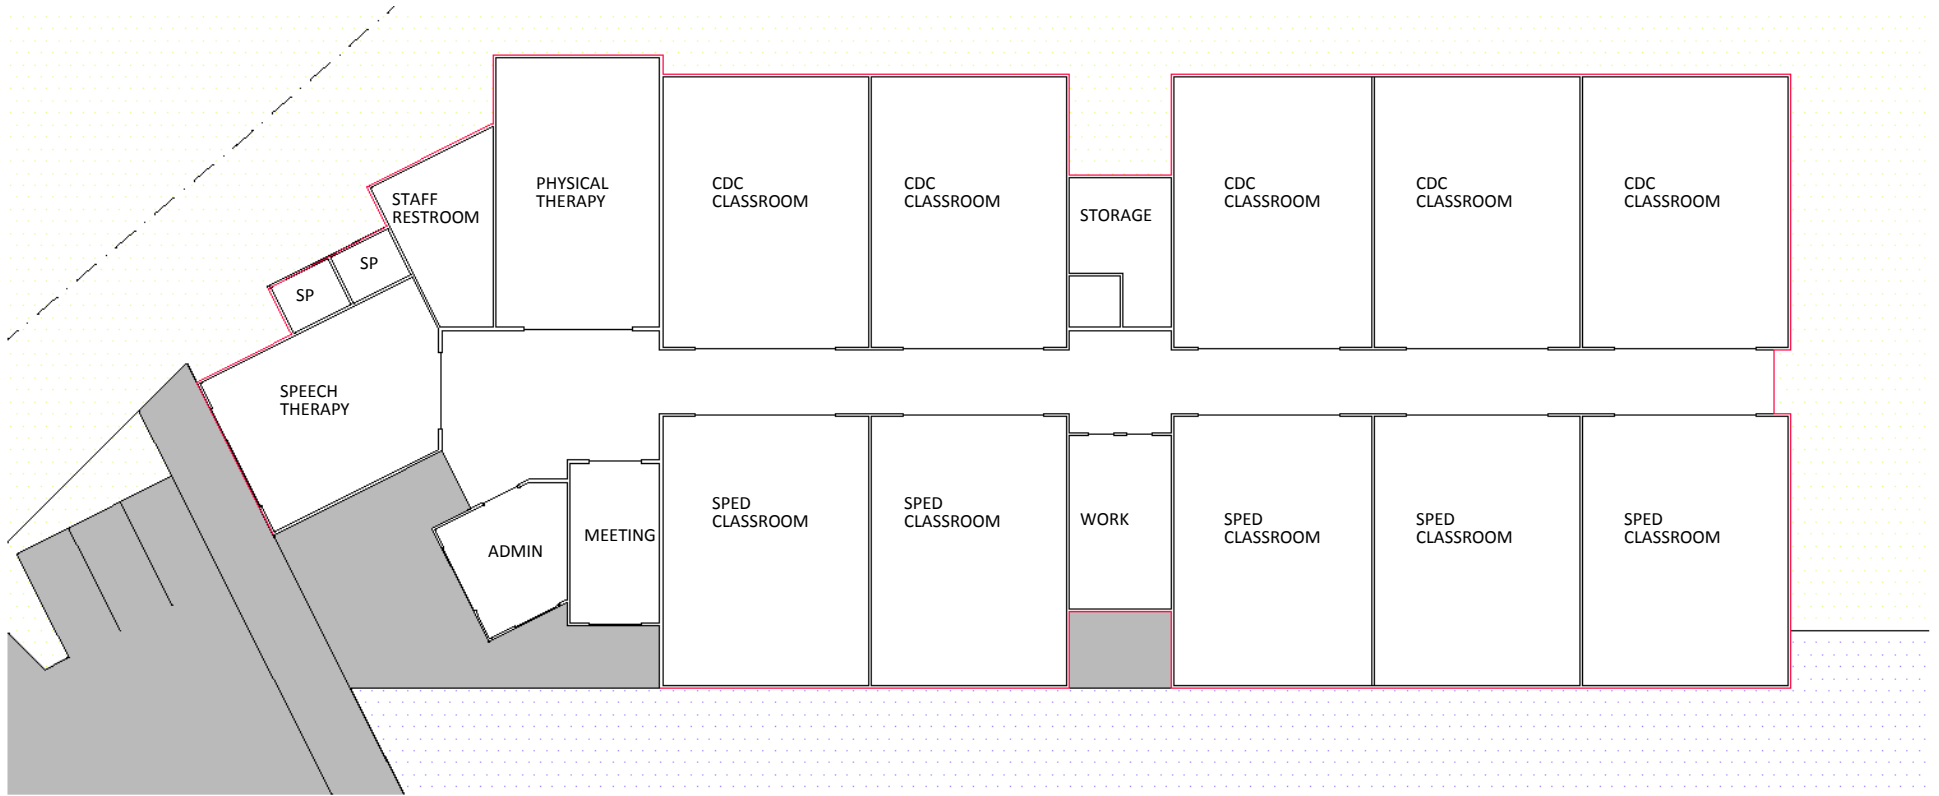 PHYSICAL
THERAPY
CDC
CLASSROOM
CDC
CLASSROOM
CDC
CLASSROOM
CDC
CLASSROOM
CDC
CLASSROOM
STAFF
RESTROOM
STORAGE
SP
SP
SPEECH
THERAPY
SPED
CLASSROOM
SPED
CLASSROOM
WORK
SPED
CLASSROOM
SPED
CLASSROOM
SPED
CLASSROOM
MEETING
ADMIN